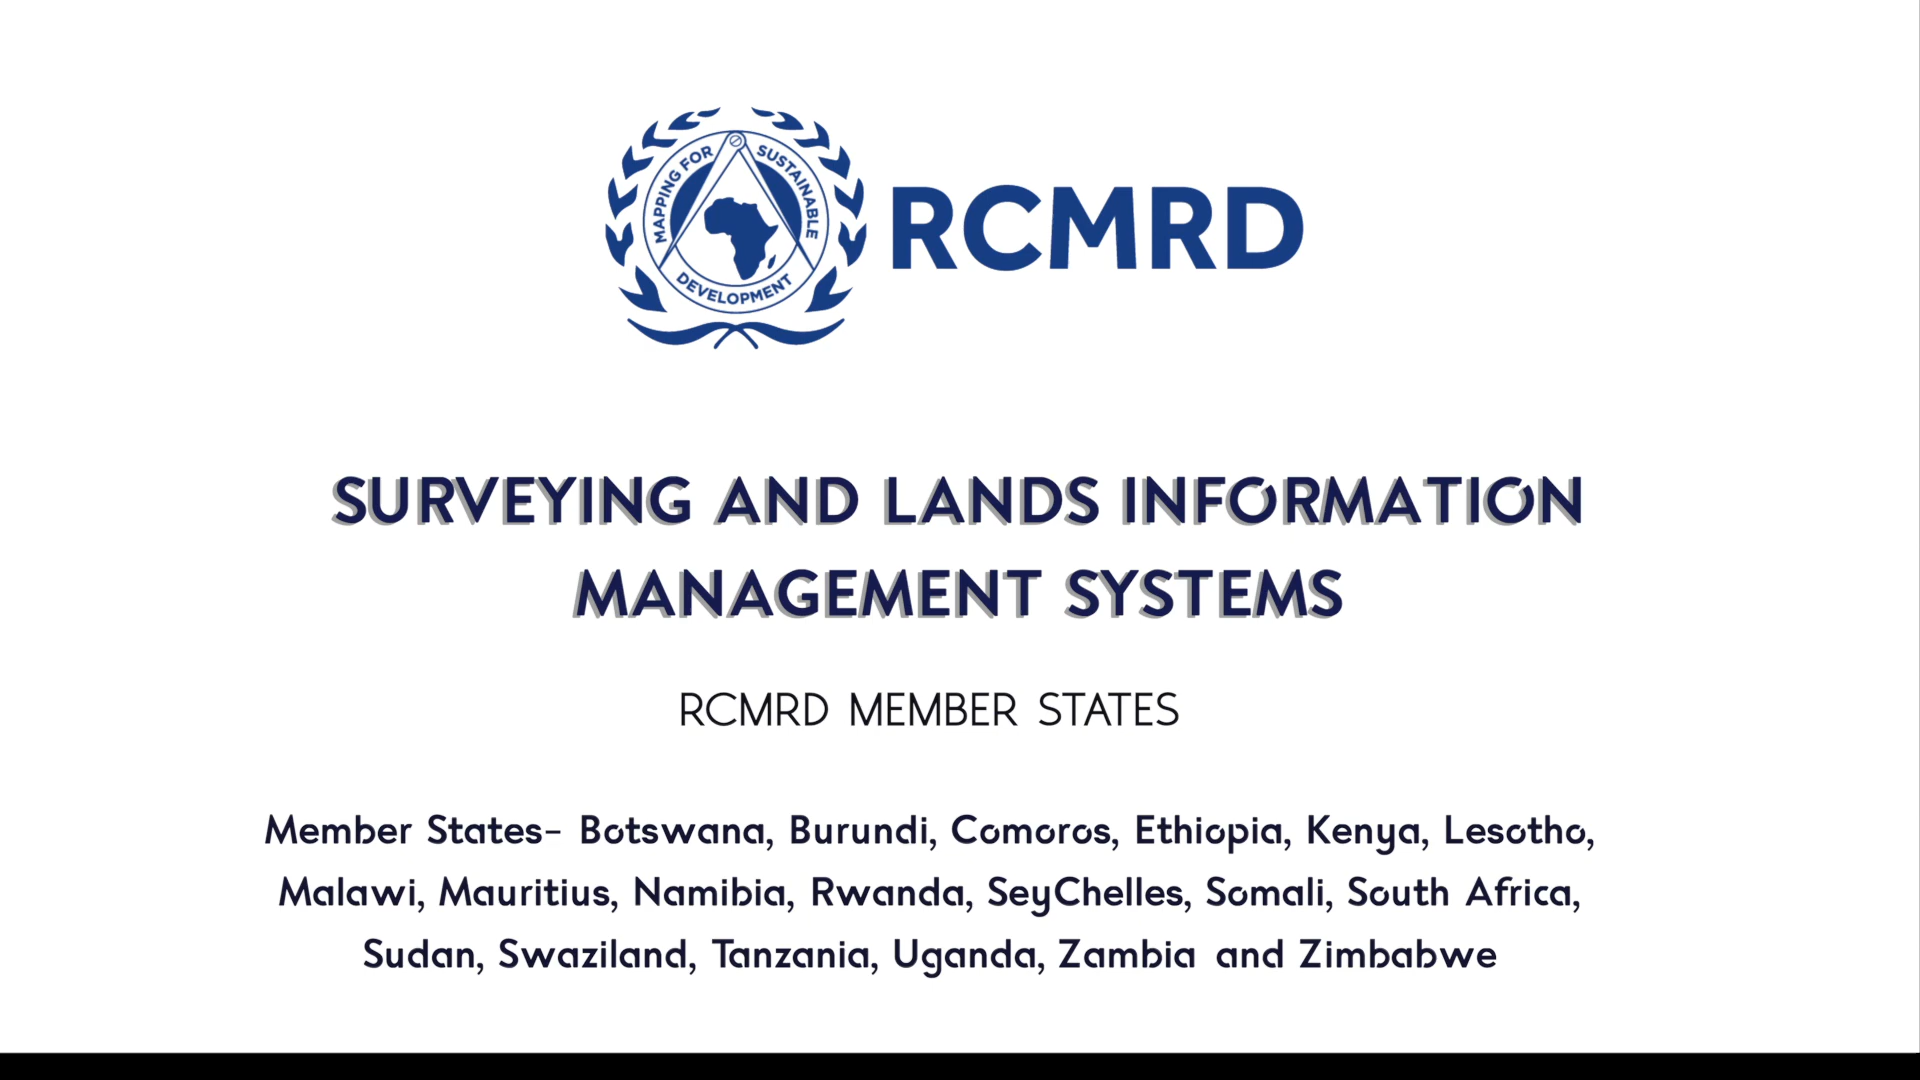 MAPPING FOR SUSTAINABLE DEVELOPMENT
RCMRD
SURVEYING AND LANDS INFORMATION
MANAGEMENT SYSTEMS
RCMRD MEMBER STATES
Member States- Botswana, Burundi, Comoros, Ethiopia, Kenya, Lesotho,
Malawi, Mauritius, Namibia, Rwanda, SeyChelles, Somali, South Africa,
Sudan, Swaziland, Tanzania, Uganda, Zambia and Zimbabwe